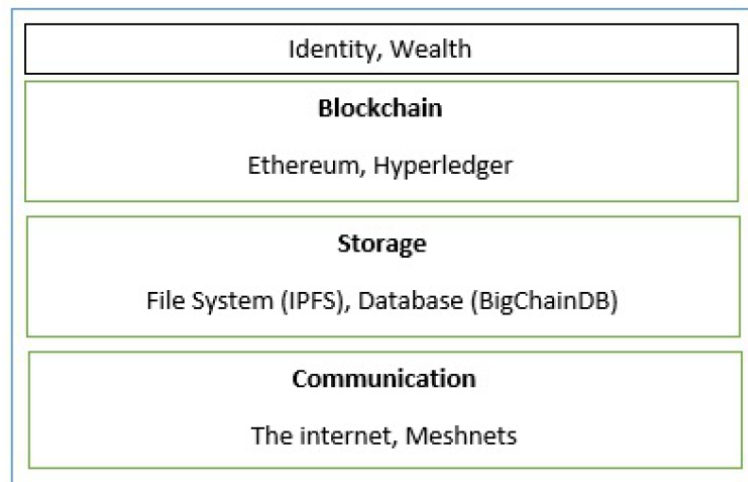 Identity, Wealth
Blockchain
Ethereum, Hyperledger
Storage
File System (IPFS), Database (BigChainDB)
Communication
The internet, Meshnets